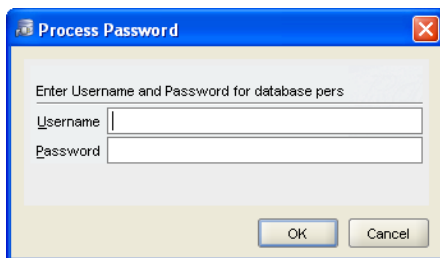 Process Password
Enter Username and Password for database pers
Username
Password
OK Cancel